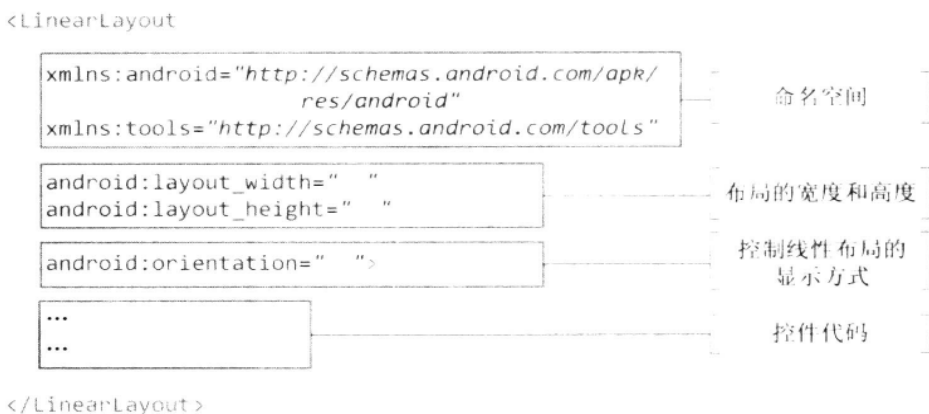 <LinearLayout
xmlns:android="http://schemas.android.com/apk/
res/android"
xmlns:tools="http://schemas.android.com/tools"
命名空间
android:layout_width="  "
android:layout_height="  "
布局的宽度和高度
android:orientation="  ">
控制线性布局的
显示方式
...
...
控件代码
</LinearLayout>